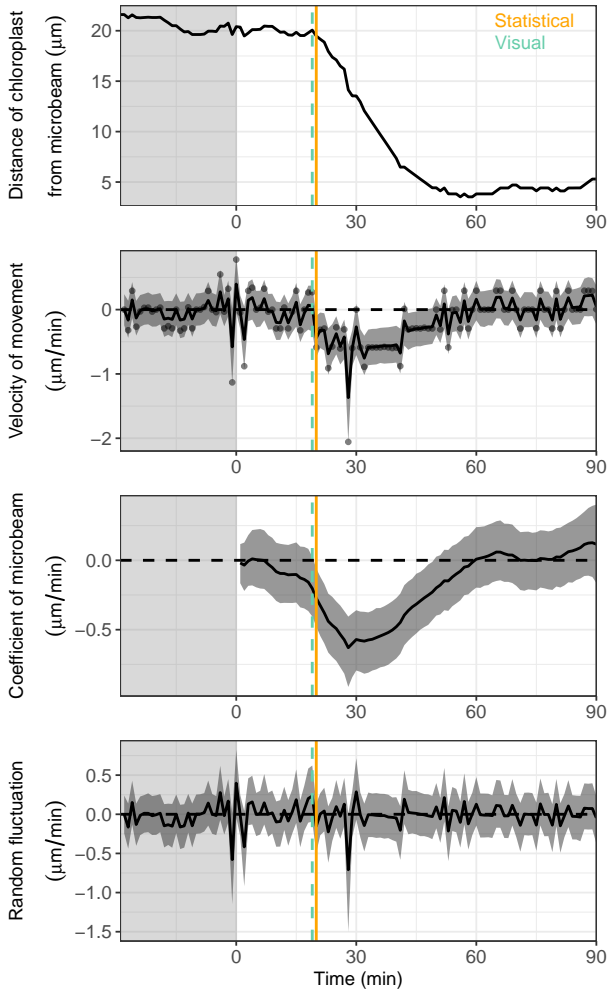 Distance of chloroplast
from microbeam (μm)
20
15
10
5
Statistical
Visual
0
30
60
90
Velocity of movement
(μm/min)
0
−1
−2
0
30
60
90
Coefficient of microbeam
(μm/min)
0.0
−0.5
0
30
60
90
Random fluctuation
(μm/min)
0.5
0.0
−0.5
−1.0
−1.5
0
30
60
90
Time (min)